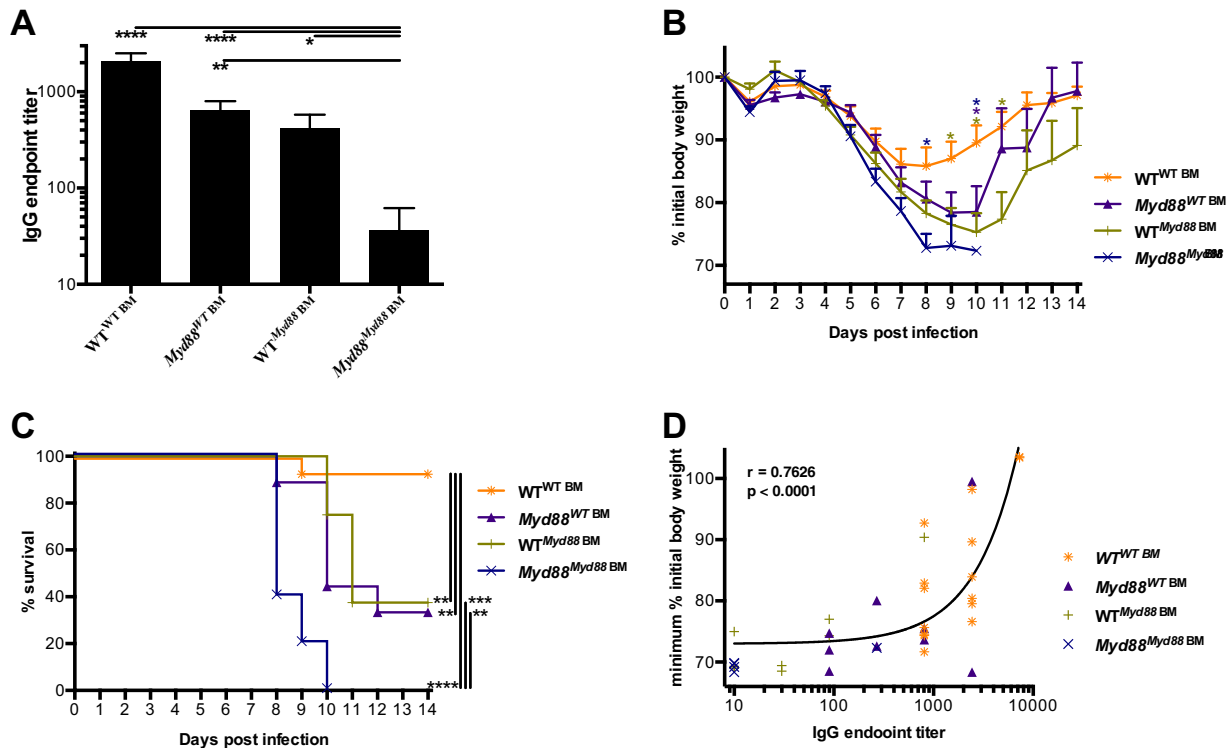 A
IgG endpoint titer
1000
100
10
****
****
*
**
WT^WT BM
Myd88^WT BM
WT^Myd88 BM
Myd88^Myd88 BM
B
% initial body weight
100
90
80
70
*
*
*
*
*
*
0 1 2 3 4 5 6 7 8 9 10 11 12 13 14
Days post infection
WT^WT BM
Myd88^WT BM
WT^Myd88 BM
C
% survival
100
80
60
40
20
0
** ***
** **
****
0 1 2 3 4 5 6 7 8 9 10 11 12 13 14
Days post infection
WT^WT BM
Myd88^WT BM
WT^Myd88 BM
Myd88^Myd88 BM
D
minimum % initial body weight
r = 0.7626
p < 0.0001
100
90
80
70
10 100 1000 10000
IgG endooint titer
WT^WT BM
Myd88^WT BM
WT^Myd88 BM
Myd88^Myd88 BM